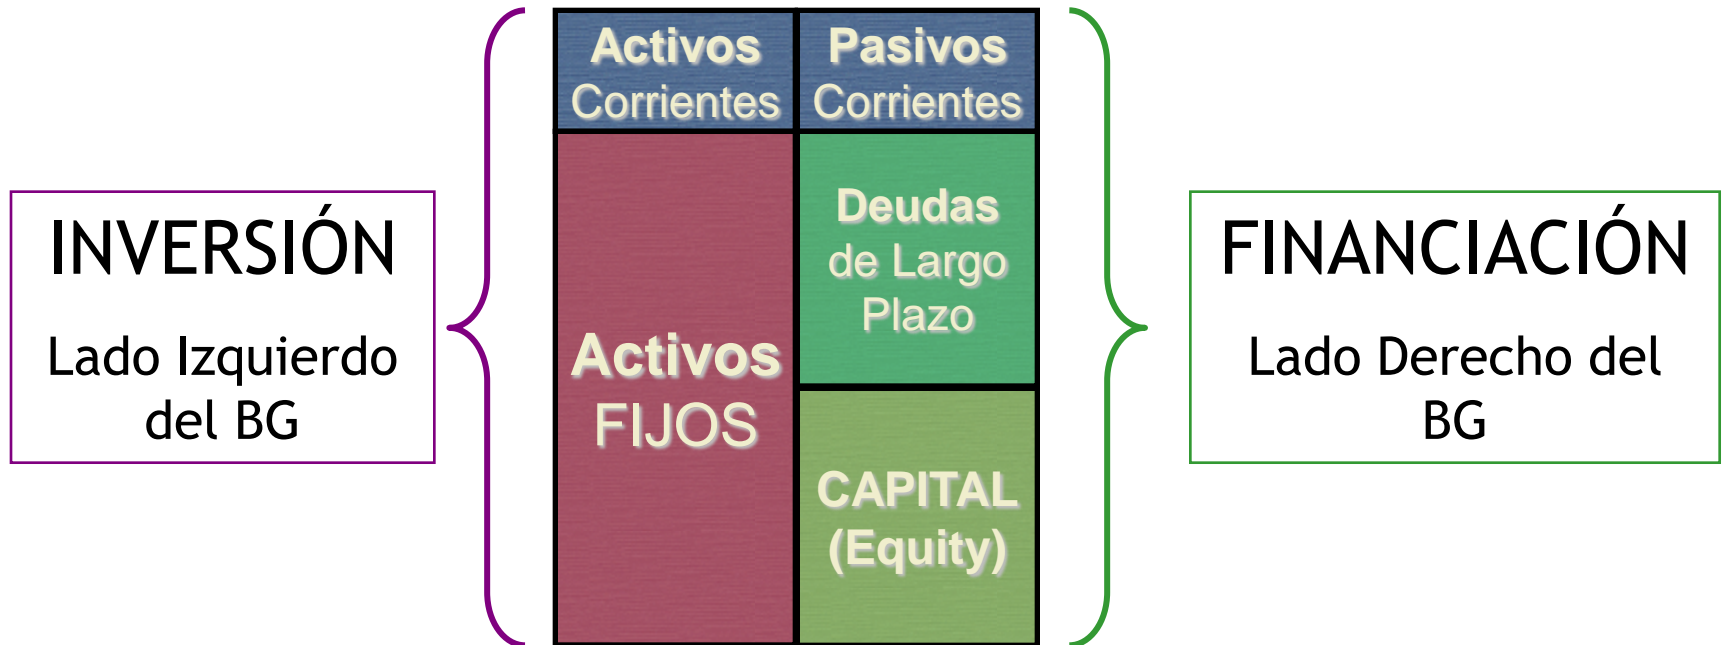 INVERSIÓN
Lado Izquierdo
del BG
Activos
Corrientes
Activos
FIJOS
Pasivos
Corrientes
Deudas
de Largo
Plazo
CAPITAL
(Equity)
FINANCIACIÓN
Lado Derecho del
BG